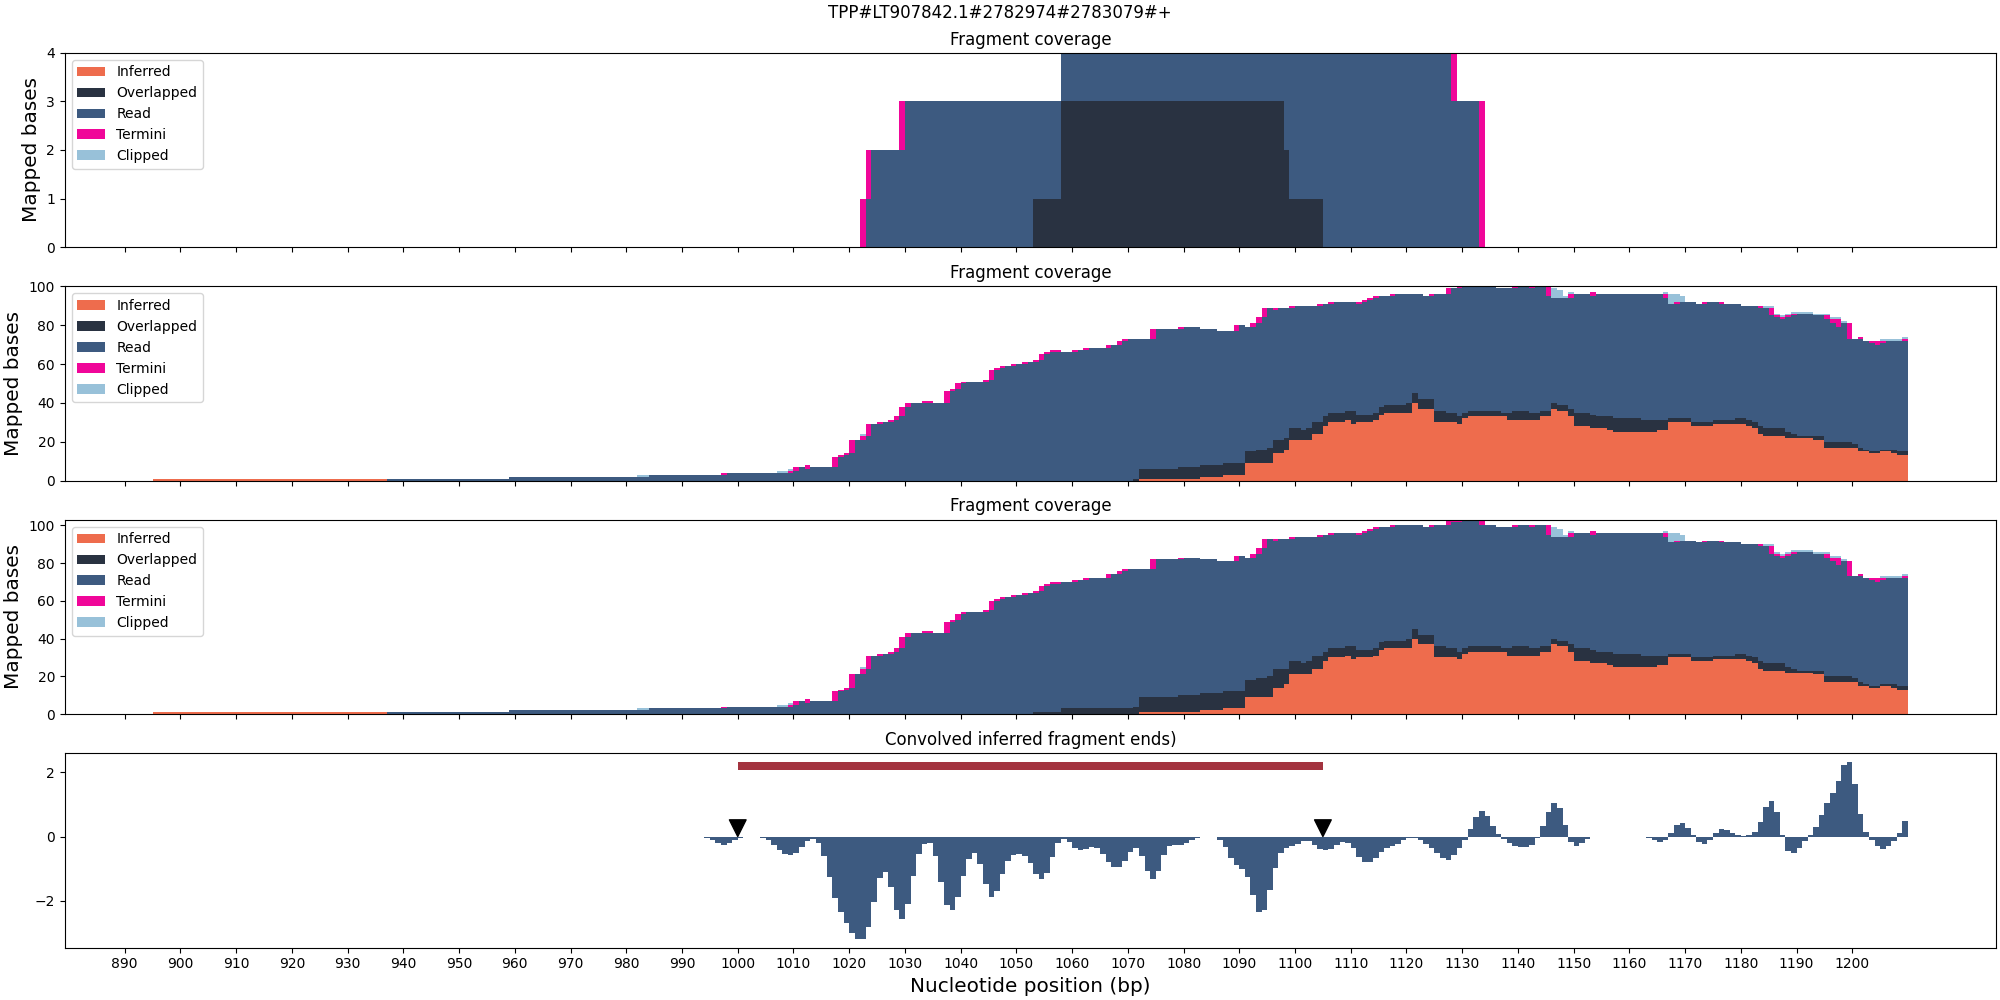 TPP#LT907842.1#2782974#2783079#+
Fragment coverage
Mapped bases
4
3
2
1
0
Inferred
Overlapped
Read
Termini
Clipped
Fragment coverage
Mapped bases
100
80
60
40
20
0
Inferred
Overlapped
Read
Termini
Clipped
Fragment coverage
Mapped bases
100
80
60
40
20
0
Inferred
Overlapped
Read
Termini
Clipped
Convolved inferred fragment ends)
2
0
−2
890 900 910 920 930 940 950 960 970 980 990 1000 1010 1020 1030 1040 1050 1060 1070 1080 1090 1100 1110 1120 1130 1140 1150 1160 1170 1180 1190 1200
Nucleotide position (bp)